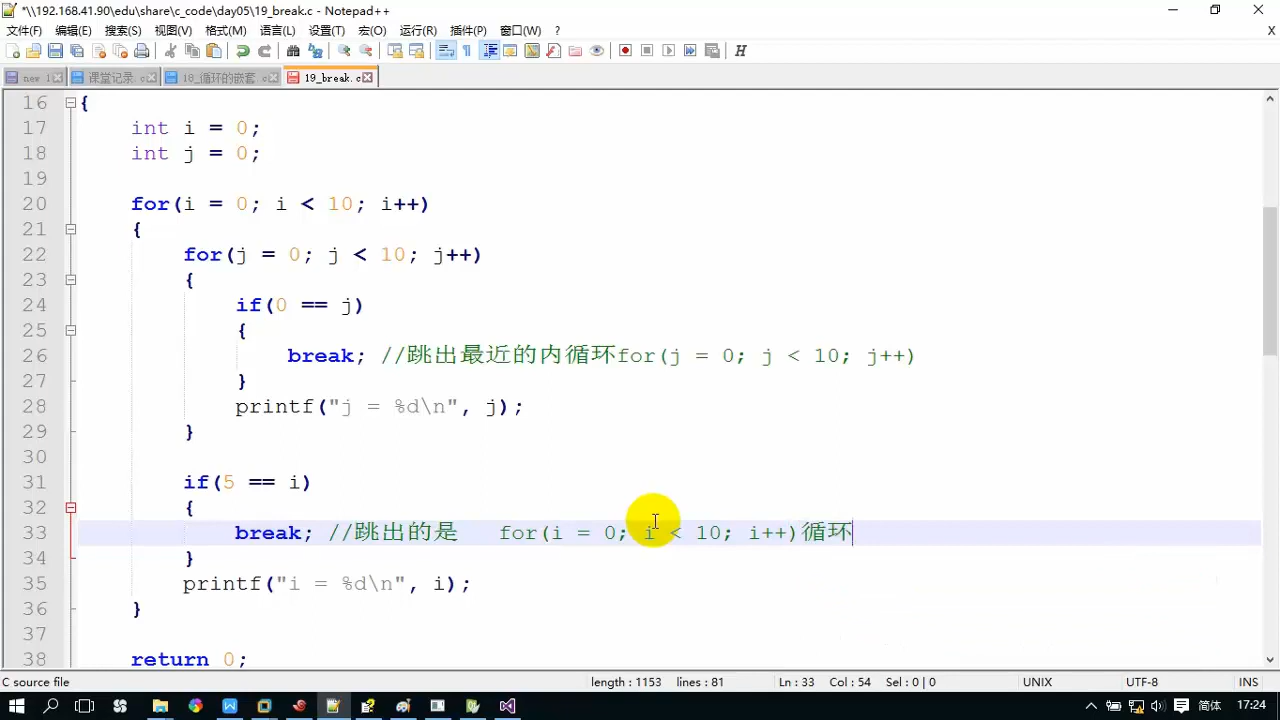 *\\192.168.41.90\edu\share\c_code\day05\19_break.c - Notepad++
文件(F) 编辑(E) 搜索(S) 视图(V) 格式(M) 语言(L) 设置(T) 宏(O) 运行(R) 插件(P) 窗口(W) ? X
new 1 课堂记录.c 18_循环的嵌套.c 19_break.c
16 {
17 int i = 0;
18 int j = 0;
19
20 for(i = 0; i < 10; i++)
21 {
22 for(j = 0; j < 10; j++)
23 {
24 if(0 == j)
25 {
26 break; //跳出最近的内循环for(j = 0; j < 10; j++)
27 }
28 printf("j = %d\n", j);
29 }
30
31 if(5 == i)
32 {
33 break; //跳出的是 for(i = 0; i < 10; i++)循环
34 }
35 printf("i = %d\n", i);
36 }
37
38 return 0;
C source file length : 1153 lines : 81 Ln : 33 Col : 54 Sel : 0 | 0 UNIX UTF-8 INS
简体 17:24